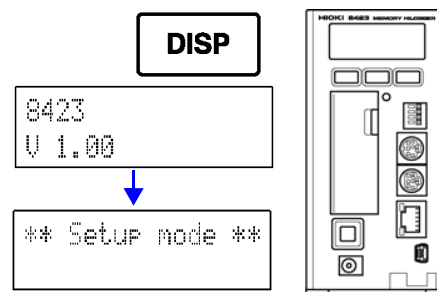 DISP
8423
V 1.00
** Setup mode **
HIOKI 8423 MEMORY HiLOGGER